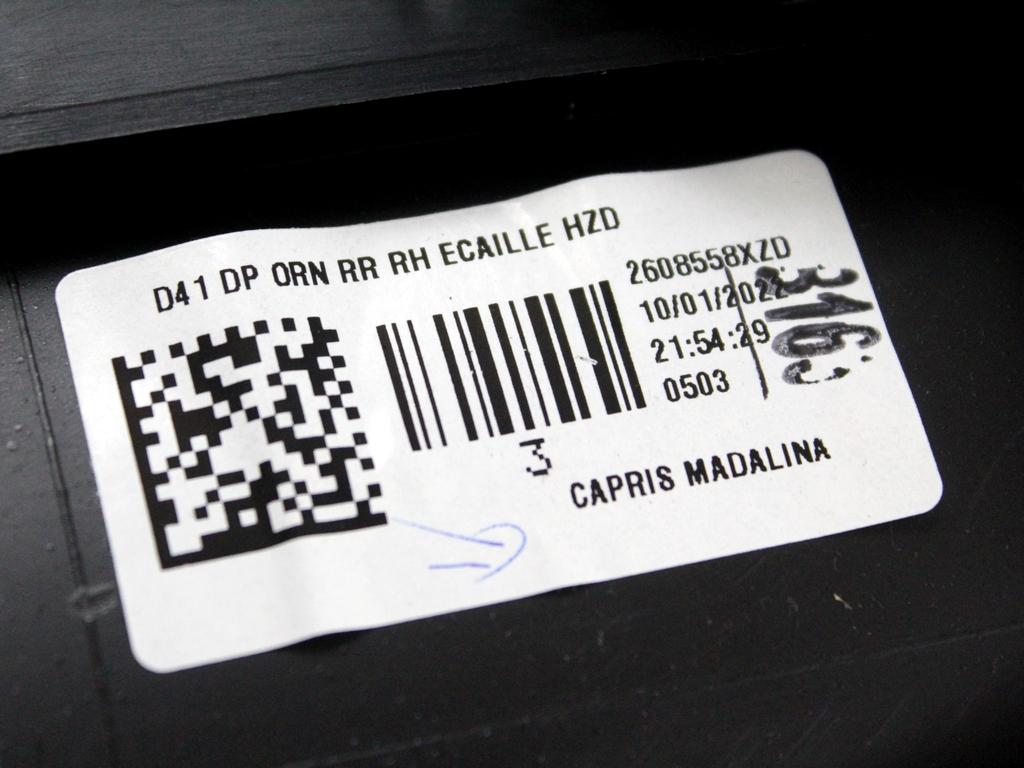 D41 DP ORN RR RH ECAILLE HZD
2608558XZD
10/01/2022
21:54:29
0503
3
CAPRIS MADALINA